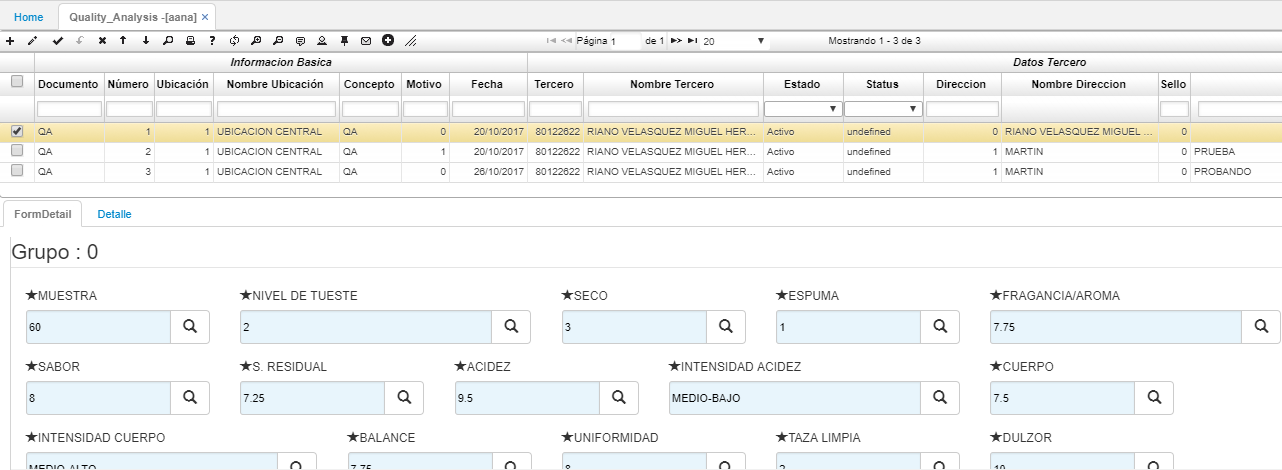 Home Quality_Analysis -[aana] ×
Página 1 de 1 20 Mostrando 1 - 3 de 3
Informacion Basica Datos Tercero
Documento Número Ubicación Nombre Ubicación Concepto Motivo Fecha Tercero Nombre Tercero Estado Status Direccion Nombre Direccion Sello
QA 1 1 UBICACION CENTRAL QA 0 20/10/2017 80122622 RIANO VELASQUEZ MIGUEL HER... Activo undefined 0 RIANO VELASQUEZ MIGUEL ... 0
QA 2 1 UBICACION CENTRAL QA 1 20/10/2017 80122622 RIANO VELASQUEZ MIGUEL HER... Activo undefined 1 MARTIN 0 PRUEBA
QA 3 1 UBICACION CENTRAL QA 0 26/10/2017 80122622 RIANO VELASQUEZ MIGUEL HER... Activo undefined 1 MARTIN 0 PROBANDO
FormDetail Detalle
Grupo : 0
★MUESTRA ★NIVEL DE TUESTE ★SECO ★ESPUMA ★FRAGANCIA/AROMA
60 2 3 1 7.75
★SABOR ★S. RESIDUAL ★ACIDEZ ★INTENSIDAD ACIDEZ ★CUERPO
8 7.25 9.5 MEDIO-BAJO 7.5
★INTENSIDAD CUERPO ★BALANCE ★UNIFORMIDAD ★TAZA LIMPIA ★DULZOR
MEDIO-ALTO 7.75